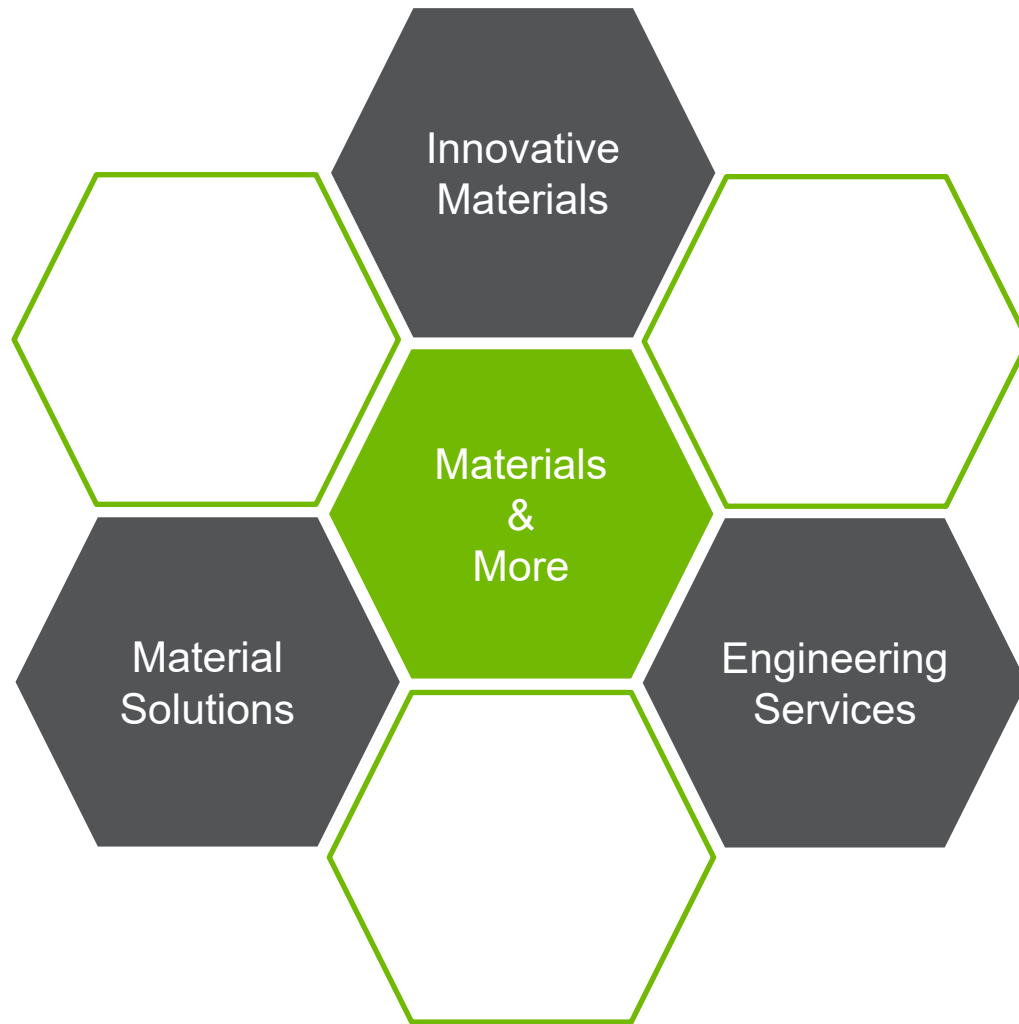 Innovative
Materials
Materials
&
More
Material
Solutions
Engineering
Services